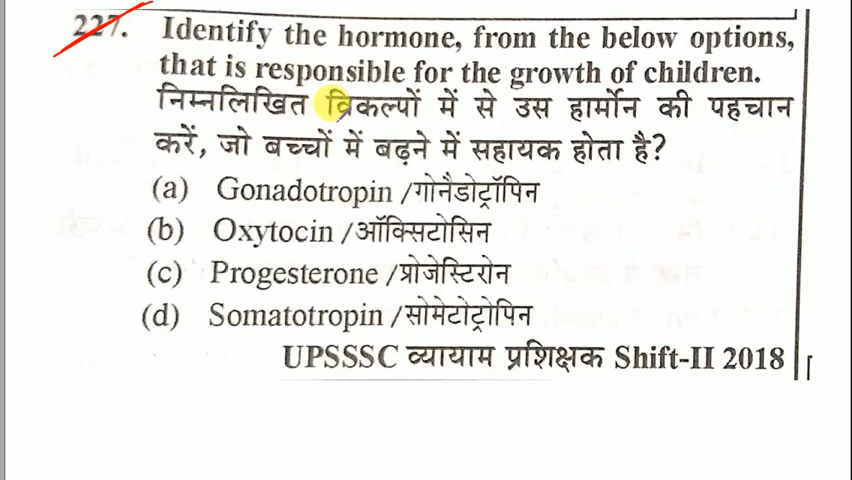 227. Identify the hormone, from the below options,
that is responsible for the growth of children.
निम्नलिखित विकल्पों में से उस हार्मोन की पहचान
करें, जो बच्चों में बढ़ने में सहायक होता है?
(a) Gonadotropin /गोनैडोट्रॉपिन
(b) Oxytocin /ऑक्सिटोसिन
(c) Progesterone /प्रोजेस्टिरोन
(d) Somatotropin /सोमेटोट्रोपिन
UPSSSC व्यायाम प्रशिक्षक Shift-II 2018